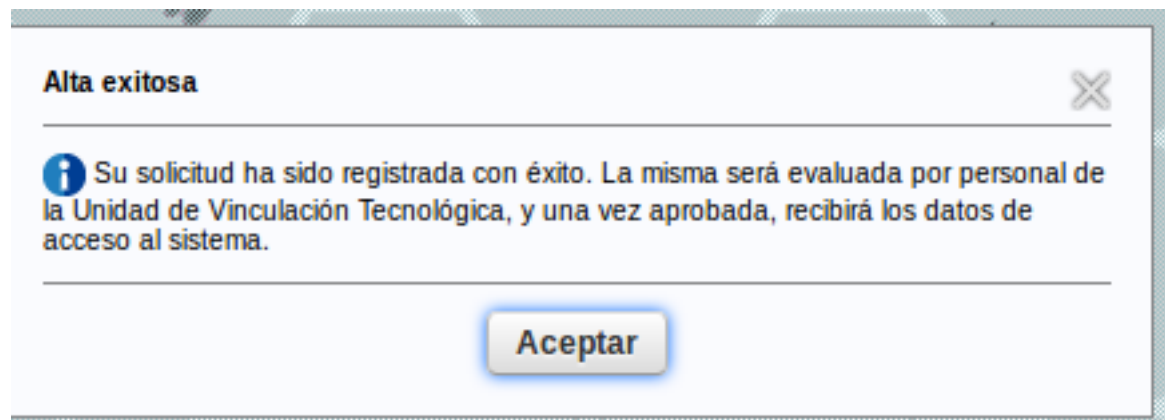 Alta exitosa
Su solicitud ha sido registrada con éxito. La misma será evaluada por personal de
la Unidad de Vinculación Tecnológica, y una vez aprobada, recibirá los datos de
acceso al sistema.
Aceptar